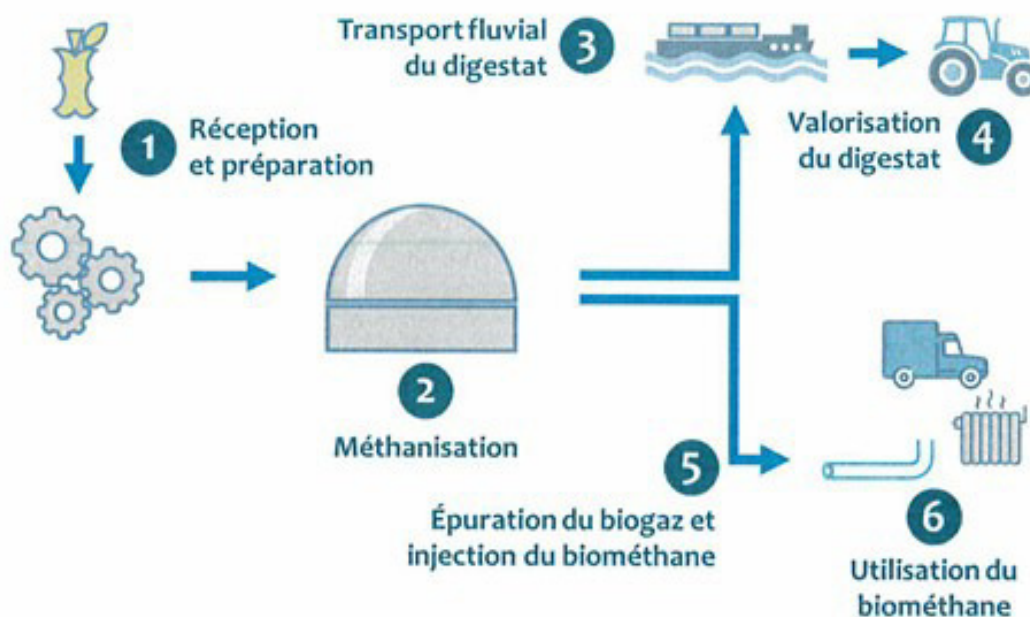 1
Réception
et préparation
2
Méthanisation
Transport fluvial
du digestat
3
Valorisation
du digestat
4
5
Épuration du biogaz et
injection du biométhane
6
Utilisation du
biométhane